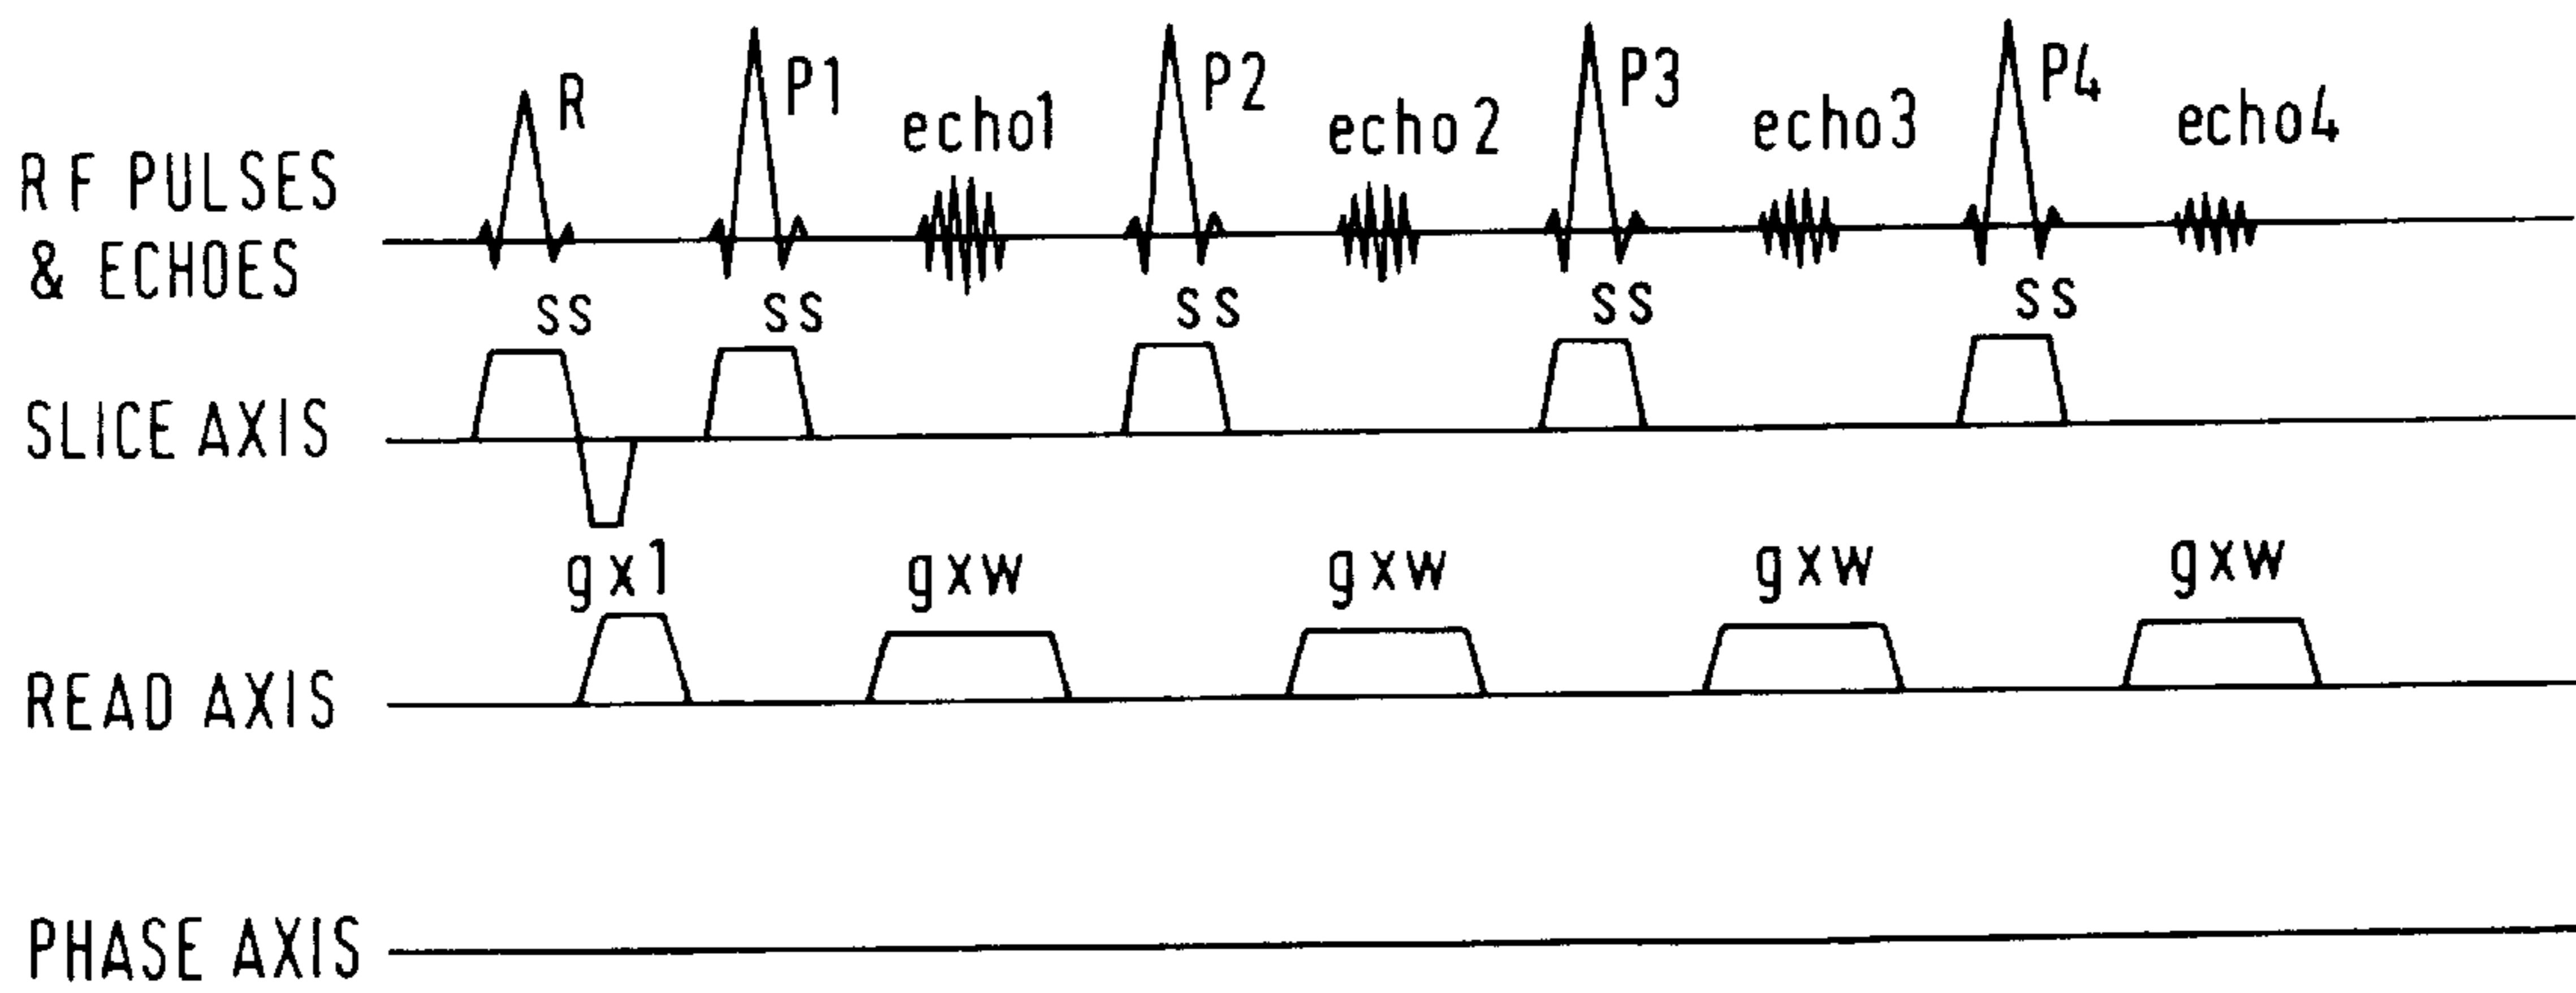 R P1 echo1 P2 echo2 P3 echo3 P4 echo4
RF PULSES
& ECHOES
ss ss ss ss ss
SLICE AXIS
gx1 gxw gxw gxw gxw
READ AXIS
PHASE AXIS